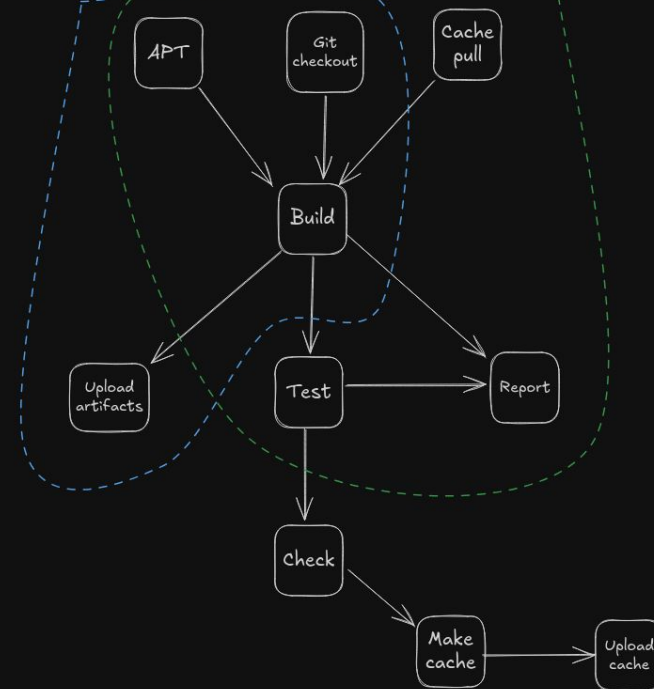 APT
Git
checkout
Cache
pull
Build
Upload
artifacts
Test
Report
Check
Make
cache
Upload
cache